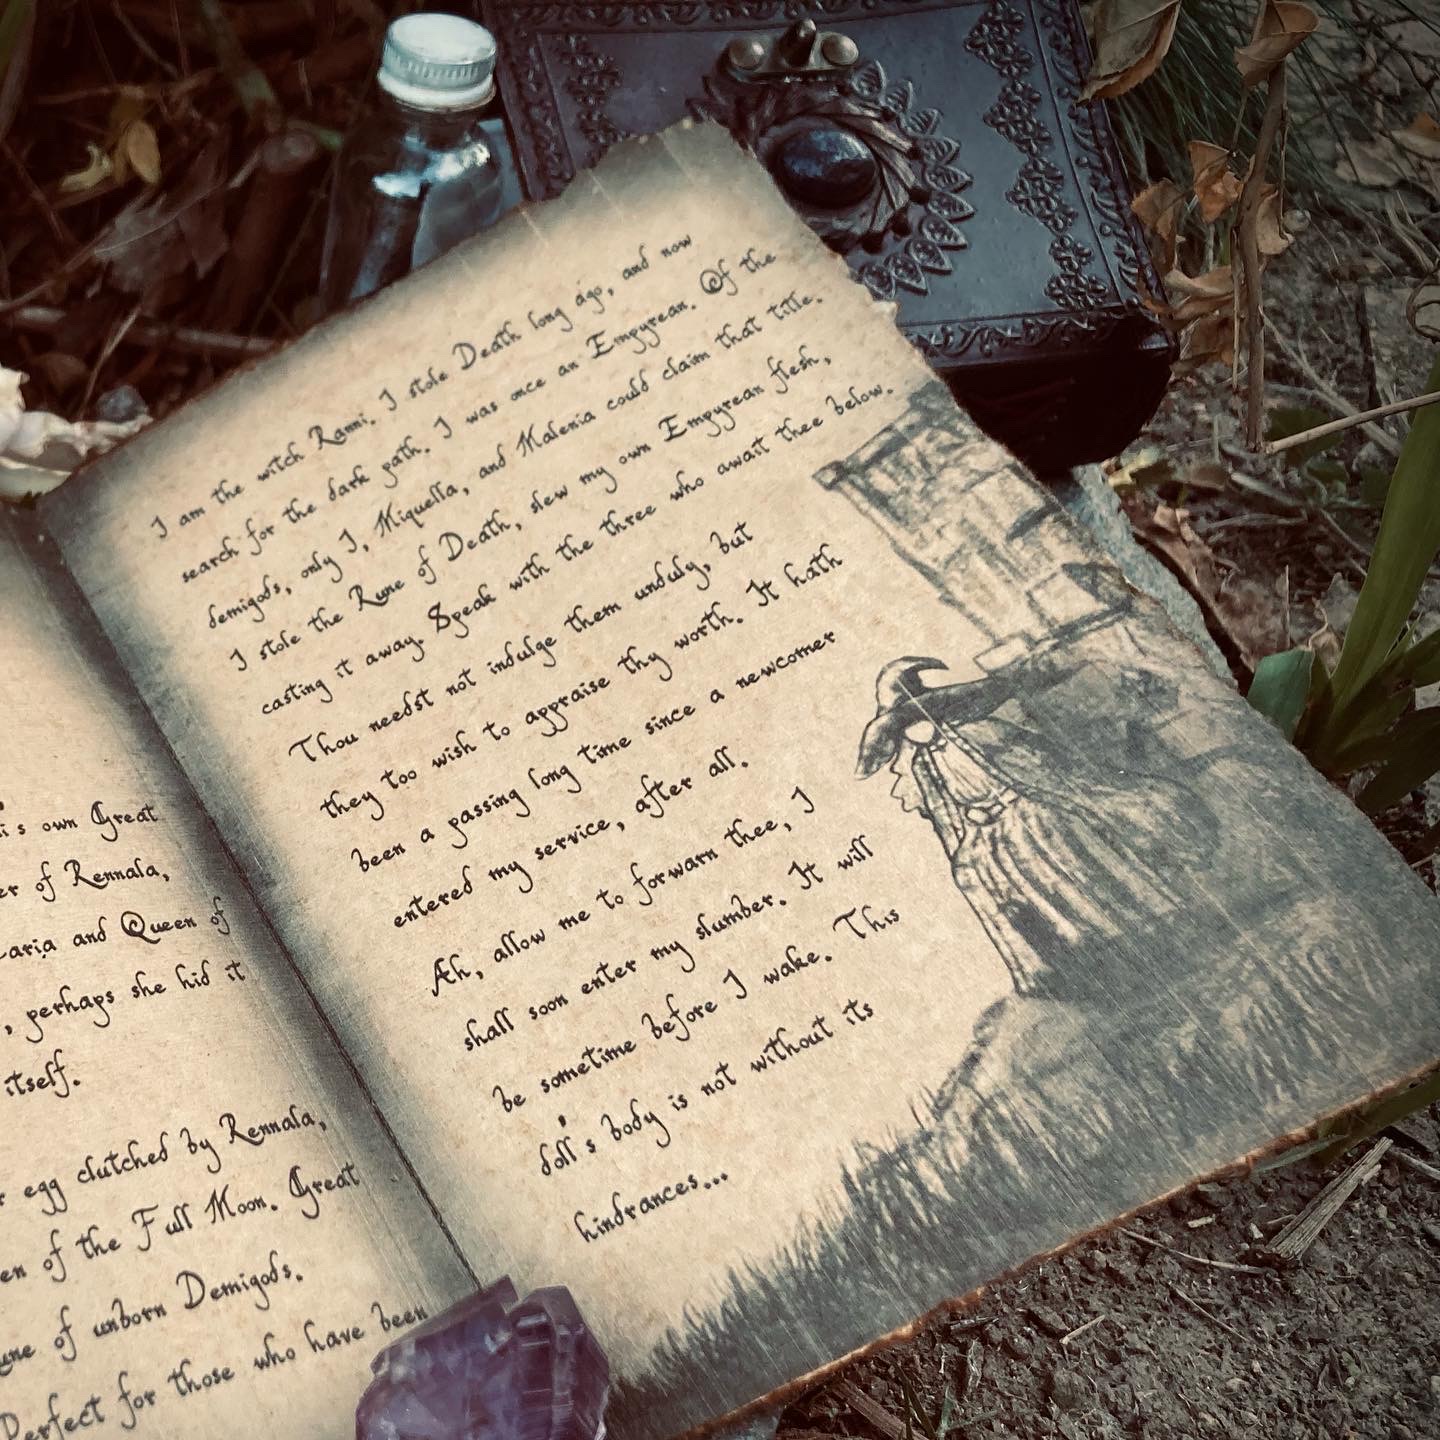 i's own Great
er of Rennala,
aria and Queen of
, perhaps she hid it
itself.
egg clutched by Rennala,
en of the Full Moon. Great
une of unborn Demigods.
Perfect for those who have been
I am the witch Ranni. I stole Death long ago, and now
search for the dark path. I was once an Empyrean. Of the
demigods, only I, Miquella, and Malenia could claim that title.
I stole the Rune of Death, slew my own Empyrean flesh,
casting it away. Speak with the three who await thee below.
Thou needst not indulge them unduly, but
they too wish to appraise thy worth. It hath
been a passing long time since a newcomer
entered my service, after all.
Ah, allow me to forwarn thee, I
shall soon enter my slumber. It will
be sometime before I wake. This
doll's body is not without its
hindrances...